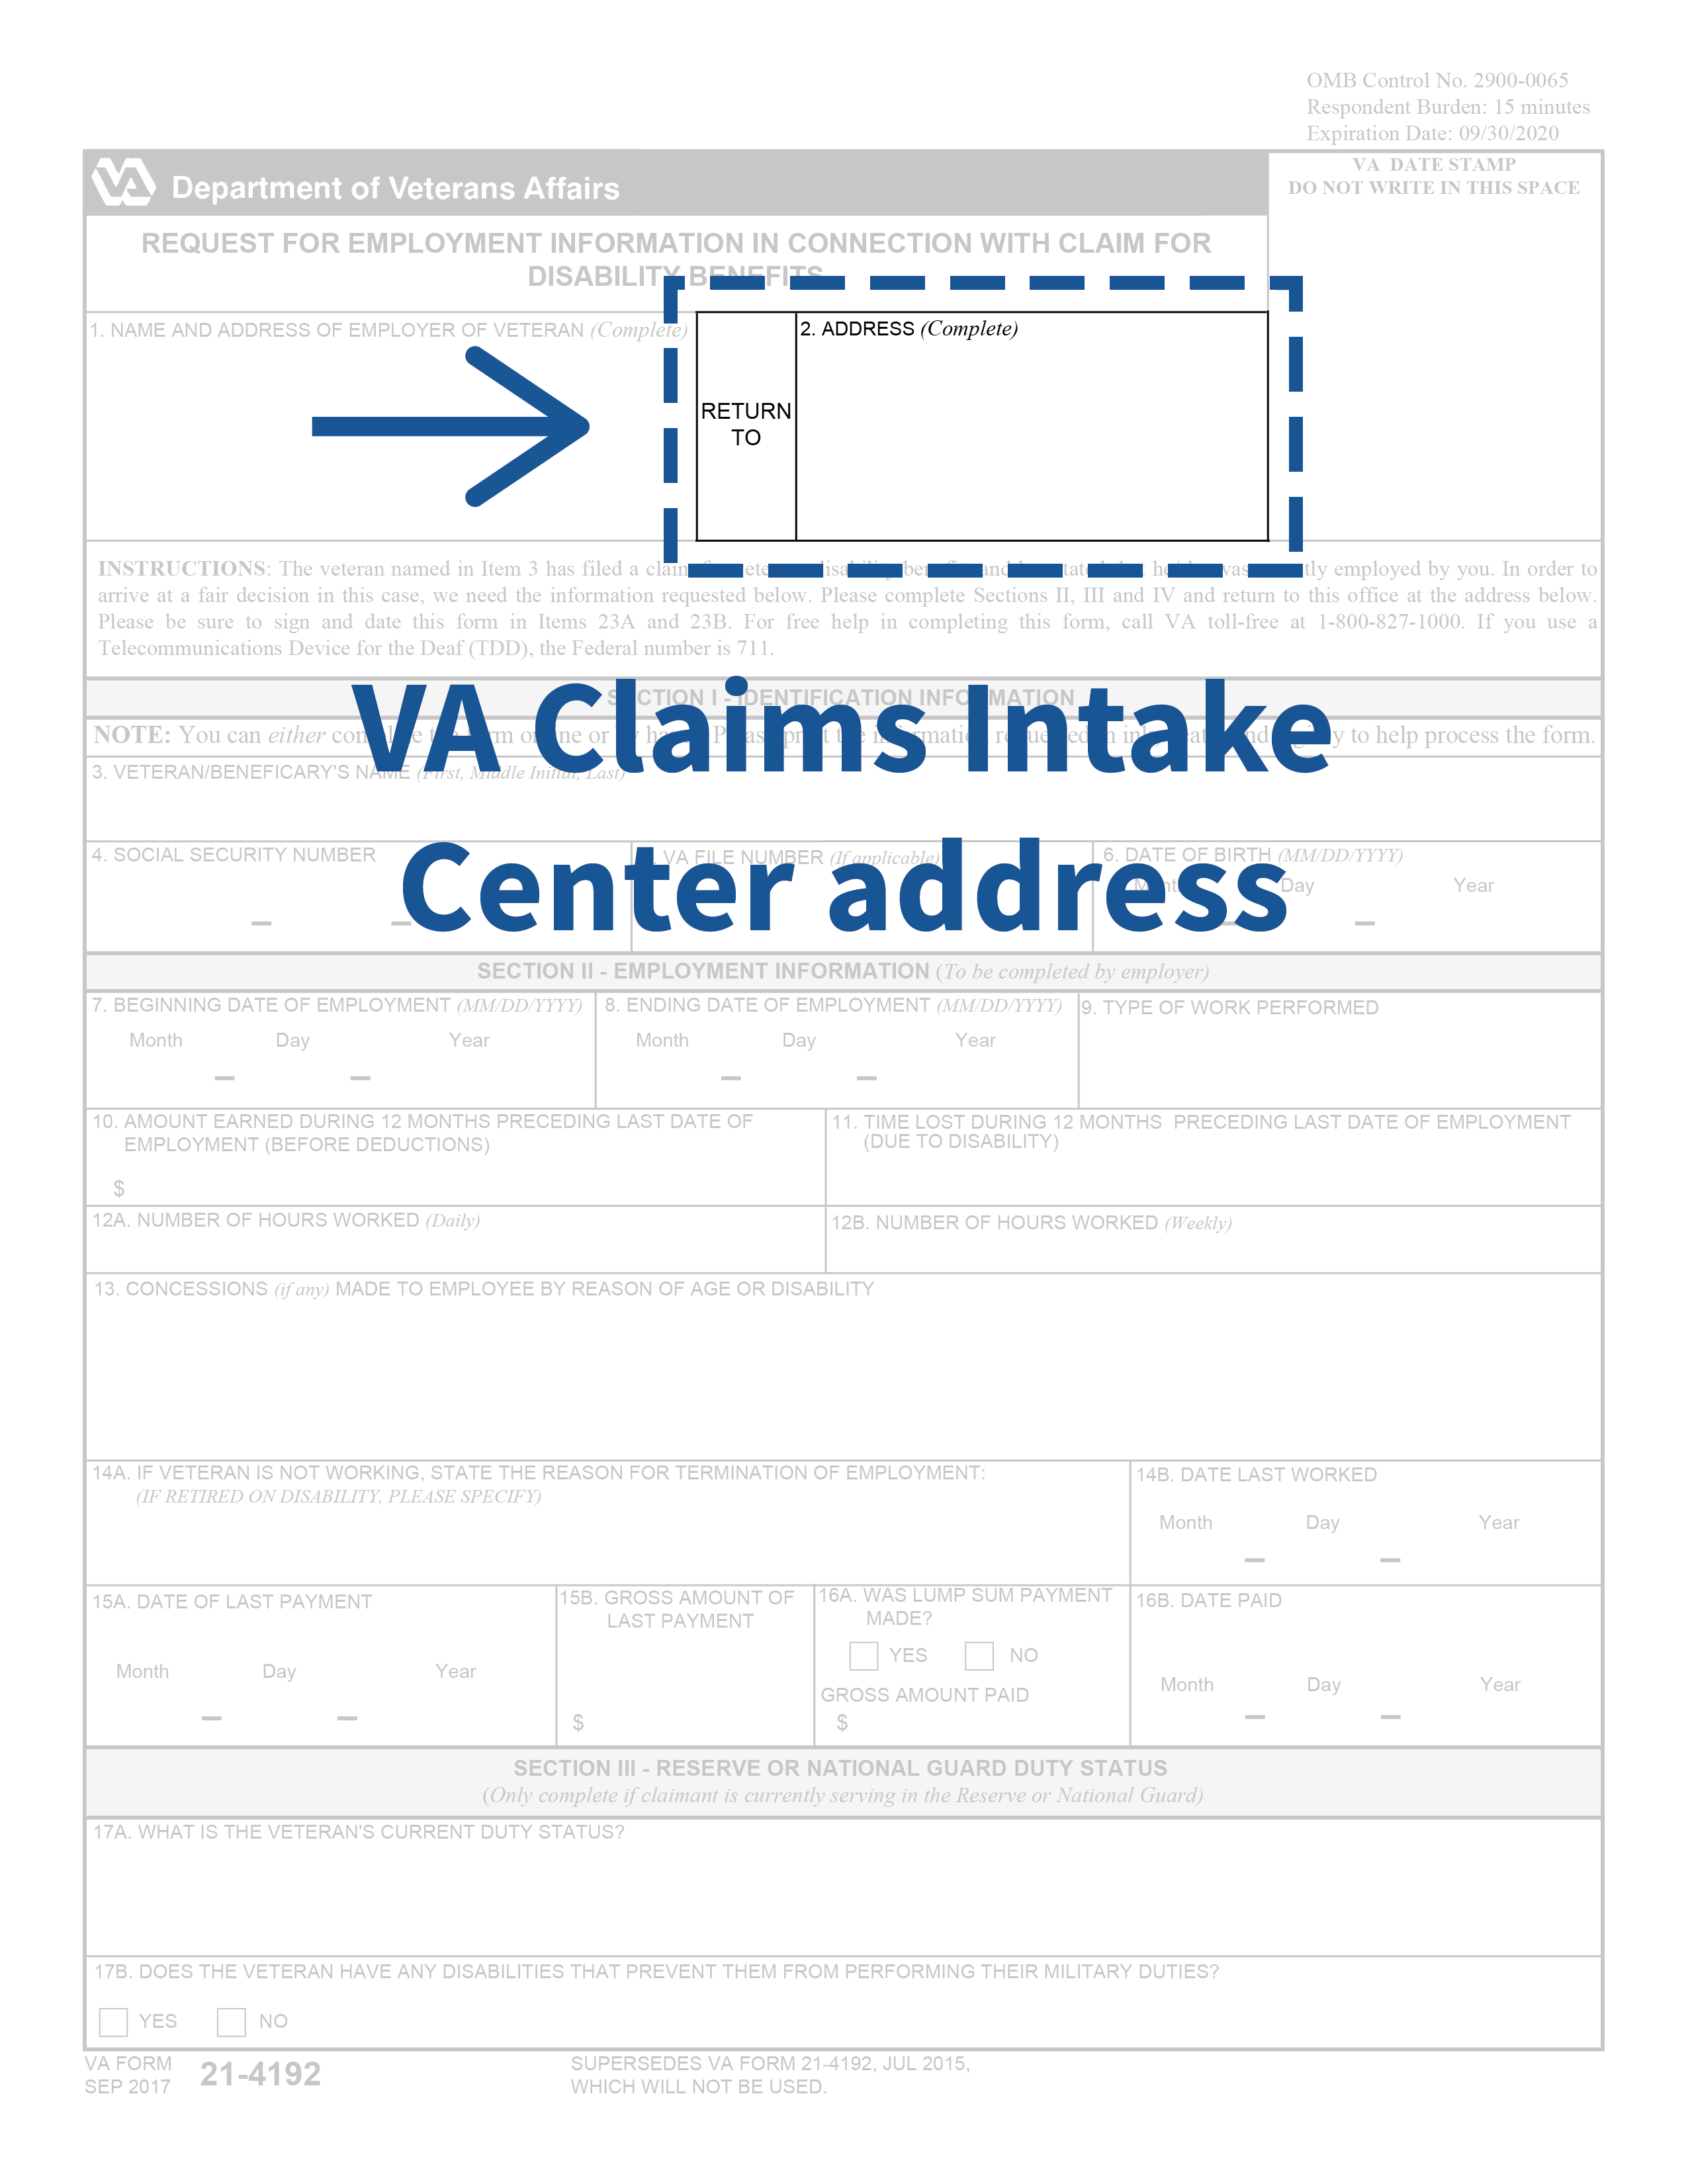 OMB Control No. 2900-0065
Respondent Burden: 15 minutes
Expiration Date: 09/30/2020
VA DATE STAMP
DO NOT WRITE IN THIS SPACE
VA Department of Veterans Affairs
REQUEST FOR EMPLOYMENT INFORMATION IN CONNECTION WITH CLAIM FOR
DISABILITY BENEFITS
1. NAME AND ADDRESS OF EMPLOYER OF VETERAN (Complete)
RETURN
TO
2. ADDRESS (Complete)
INSTRUCTIONS: The veteran named in Item 3 has filed a claim for veterans disability benefits and has stated that he/she was recently employed by you. In order to
arrive at a fair decision in this case, we need the information requested below. Please complete Sections II, III and IV and return to this office at the address below.
Please be sure to sign and date this form in Items 23A and 23B. For free help in completing this form, call VA toll-free at 1-800-827-1000. If you use a
Telecommunications Device for the Deaf (TDD), the Federal number is 711.
VA Claims Intake
Center address
SECTION I - IDENTIFICATION INFORMATION
NOTE: You can either complete the form online or by hand. Please print the information requested in ink, neatly and legibly to help process the form.
3. VETERAN/BENEFICARY'S NAME (First, Middle Initial, Last)
4. SOCIAL SECURITY NUMBER
VA FILE NUMBER (If applicable)
6. DATE OF BIRTH (MM/DD/YYYY)
Month Day Year
SECTION II - EMPLOYMENT INFORMATION (To be completed by employer)
7. BEGINNING DATE OF EMPLOYMENT (MM/DD/YYYY)
Month Day Year
8. ENDING DATE OF EMPLOYMENT (MM/DD/YYYY)
Month Day Year
9. TYPE OF WORK PERFORMED
10. AMOUNT EARNED DURING 12 MONTHS PRECEDING LAST DATE OF
EMPLOYMENT (BEFORE DEDUCTIONS)
$
11. TIME LOST DURING 12 MONTHS PRECEDING LAST DATE OF EMPLOYMENT
(DUE TO DISABILITY)
12A. NUMBER OF HOURS WORKED (Daily)
12B. NUMBER OF HOURS WORKED (Weekly)
13. CONCESSIONS (if any) MADE TO EMPLOYEE BY REASON OF AGE OR DISABILITY
14A. IF VETERAN IS NOT WORKING, STATE THE REASON FOR TERMINATION OF EMPLOYMENT:
(IF RETIRED ON DISABILITY, PLEASE SPECIFY)
14B. DATE LAST WORKED
Month Day Year
15A. DATE OF LAST PAYMENT
Month Day Year
15B. GROSS AMOUNT OF
LAST PAYMENT
$
16A. WAS LUMP SUM PAYMENT
MADE?
YES NO
GROSS AMOUNT PAID
$
16B. DATE PAID
Month Day Year
SECTION III - RESERVE OR NATIONAL GUARD DUTY STATUS
(Only complete if claimant is currently serving in the Reserve or National Guard)
17A. WHAT IS THE VETERAN'S CURRENT DUTY STATUS?
17B. DOES THE VETERAN HAVE ANY DISABILITIES THAT PREVENT THEM FROM PERFORMING THEIR MILITARY DUTIES?
YES NO
VA FORM
SEP 2017
21-4192
SUPERSEDES VA FORM 21-4192, JUL 2015,
WHICH WILL NOT BE USED.